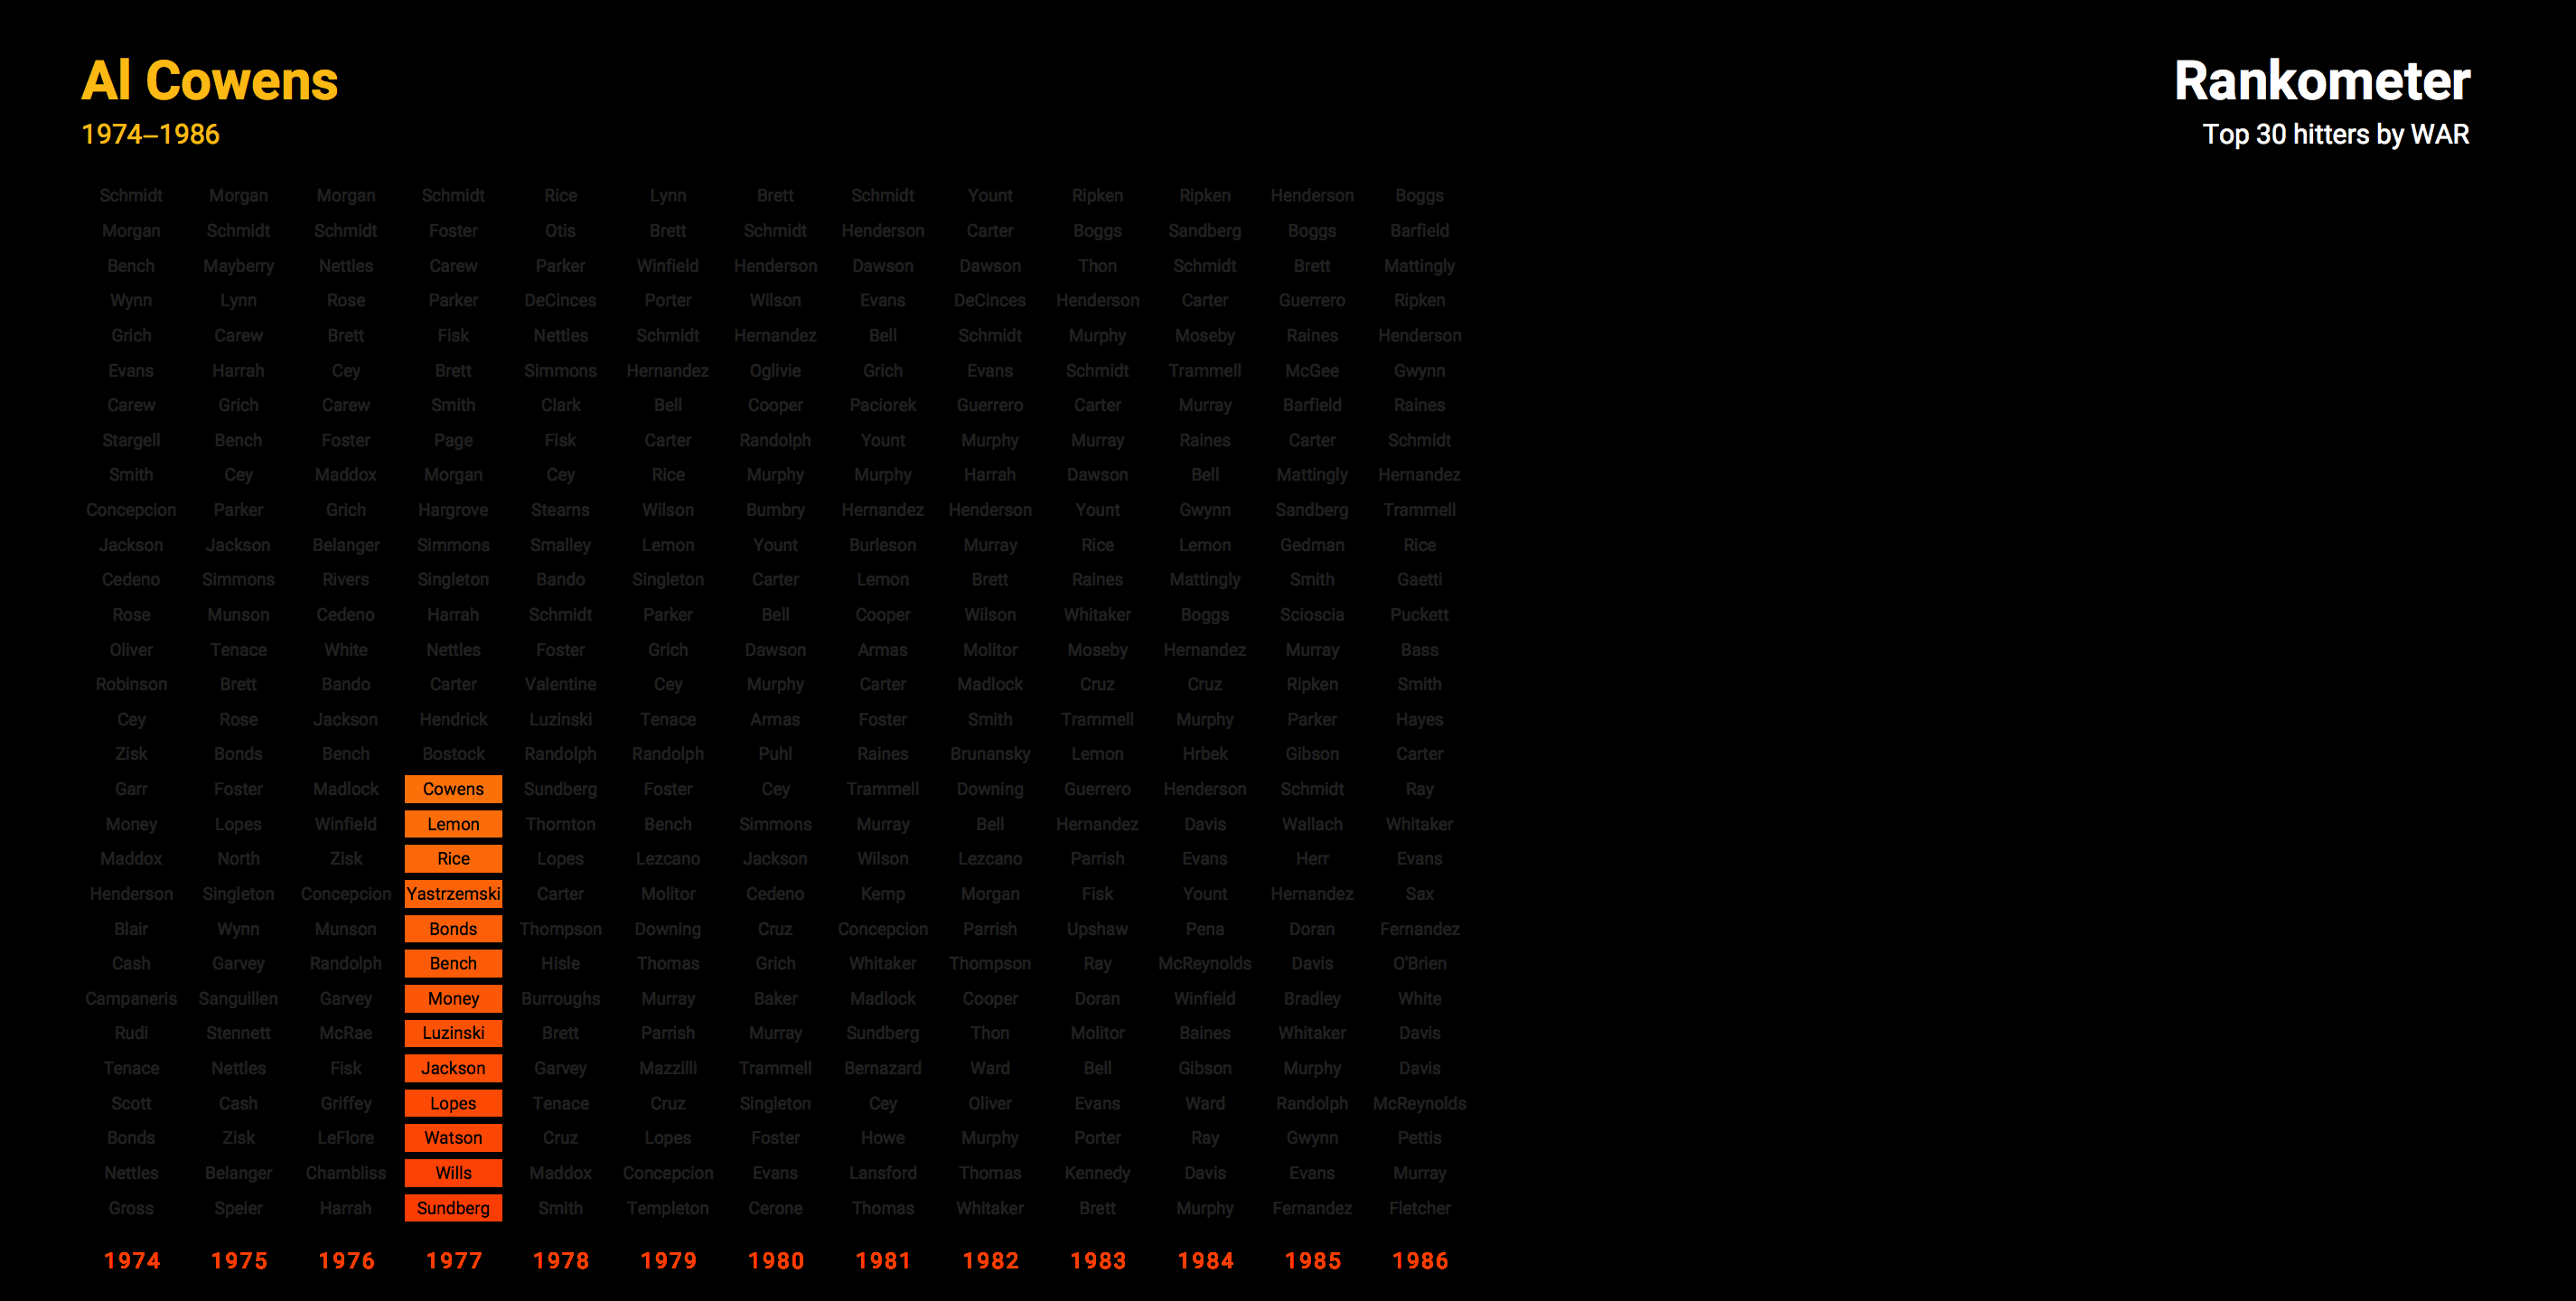 Al Cowens
1974–1986
Rankometer
Top 30 hitters by WAR
Schmidt Morgan Morgan Schmidt Rice Lynn Brett Schmidt Yount Ripken Ripken Henderson Boggs
Morgan Schmidt Schmidt Foster Otis Brett Schmidt Henderson Carter Boggs Sandberg Boggs Barfield
Bench Mayberry Nettles Carew Parker Winfield Henderson Dawson Dawson Thon Schmidt Brett Mattingly
Wynn Lynn Rose Parker DeCinces Porter Wilson Evans DeCinces Henderson Carter Guerrero Ripken
Grich Carew Brett Fisk Nettles Schmidt Hernandez Bell Schmidt Murphy Moseby Raines Henderson
Evans Harrah Cey Brett Simmons Hernandez Oglivie Grich Evans Schmidt Trammell McGee Gwynn
Carew Grich Carew Smith Clark Bell Cooper Paciorek Guerrero Carter Murray Barfield Raines
Stargell Bench Foster Page Fisk Carter Randolph Yount Murphy Murray Raines Carter Schmidt
Smith Cey Maddox Morgan Cey Rice Murphy Murphy Harrah Dawson Bell Mattingly Hernandez
Concepcion Parker Grich Hargrove Stearns Wilson Bumbry Hernandez Henderson Yount Gwynn Sandberg Trammell
Jackson Jackson Belanger Simmons Smalley Lemon Yount Burleson Murray Rice Lemon Gedman Rice
Cedeno Simmons Rivers Singleton Bando Singleton Carter Lemon Brett Raines Mattingly Smith Gaetti
Rose Munson Cedeno Harrah Schmidt Parker Bell Cooper Wilson Whitaker Boggs Scioscia Puckett
Oliver Tenace White Nettles Foster Grich Dawson Armas Molitor Moseby Hernandez Murray Bass
Robinson Brett Bando Carter Valentine Cey Murphy Carter Madlock Cruz Cruz Ripken Smith
Cey Rose Jackson Hendrick Luzinski Tenace Armas Foster Smith Trammell Murphy Parker Hayes
Zisk Bonds Bench Bostock Randolph Randolph Puhl Raines Brunansky Lemon Hrbek Gibson Carter
Garr Foster Madlock Cowens Sundberg Foster Cey Trammell Downing Guerrero Henderson Schmidt Ray
Money Lopes Winfield Lemon Thornton Bench Simmons Murray Bell Hernandez Davis Wallach Whitaker
Maddox North Zisk Rice Lopes Lezcano Jackson Wilson Lezcano Parrish Evans Herr Evans
Henderson Singleton Concepcion Yastrzemski Carter Molitor Cedeno Kemp Morgan Fisk Yount Hernandez Sax
Blair Wynn Munson Bonds Thompson Downing Cruz Concepcion Parrish Upshaw Pena Doran Fernandez
Cash Garvey Randolph Bench Hisle Thomas Grich Whitaker Thompson Ray McReynolds Davis O'Brien
Campaneris Sanguillen Garvey Money Burroughs Murray Baker Madlock Cooper Doran Winfield Bradley White
Rudi Stennett McRae Luzinski Brett Parrish Murray Sundberg Thon Molitor Baines Whitaker Davis
Tenace Nettles Fisk Jackson Garvey Mazzilli Trammell Bernazard Ward Bell Gibson Murphy Davis
Scott Cash Griffey Lopes Tenace Cruz Singleton Cey Oliver Evans Ward Randolph McReynolds
Bonds Zisk LeFlore Watson Cruz Lopes Foster Howe Murphy Porter Ray Gwynn Pettis
Nettles Belanger Chambliss Wills Maddox Concepcion Evans Lansford Thomas Kennedy Davis Evans Murray
Gross Speier Harrah Sundberg Smith Templeton Cerone Thomas Whitaker Brett Murphy Fernandez Fletcher
1974 1975 1976 1977 1978 1979 1980 1981 1982 1983 1984 1985 1986